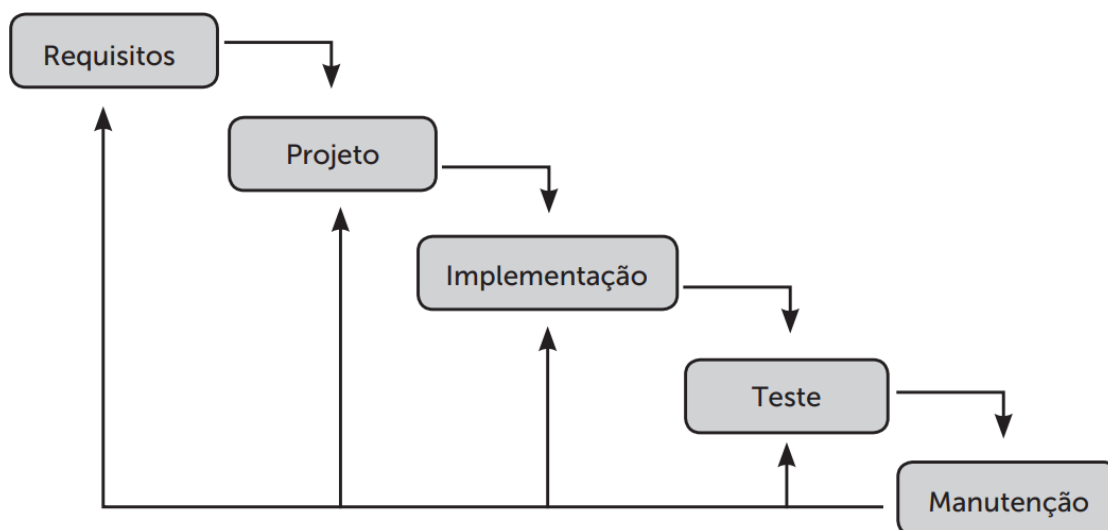 Requisitos
Projeto
Implementação
Teste
Manutenção